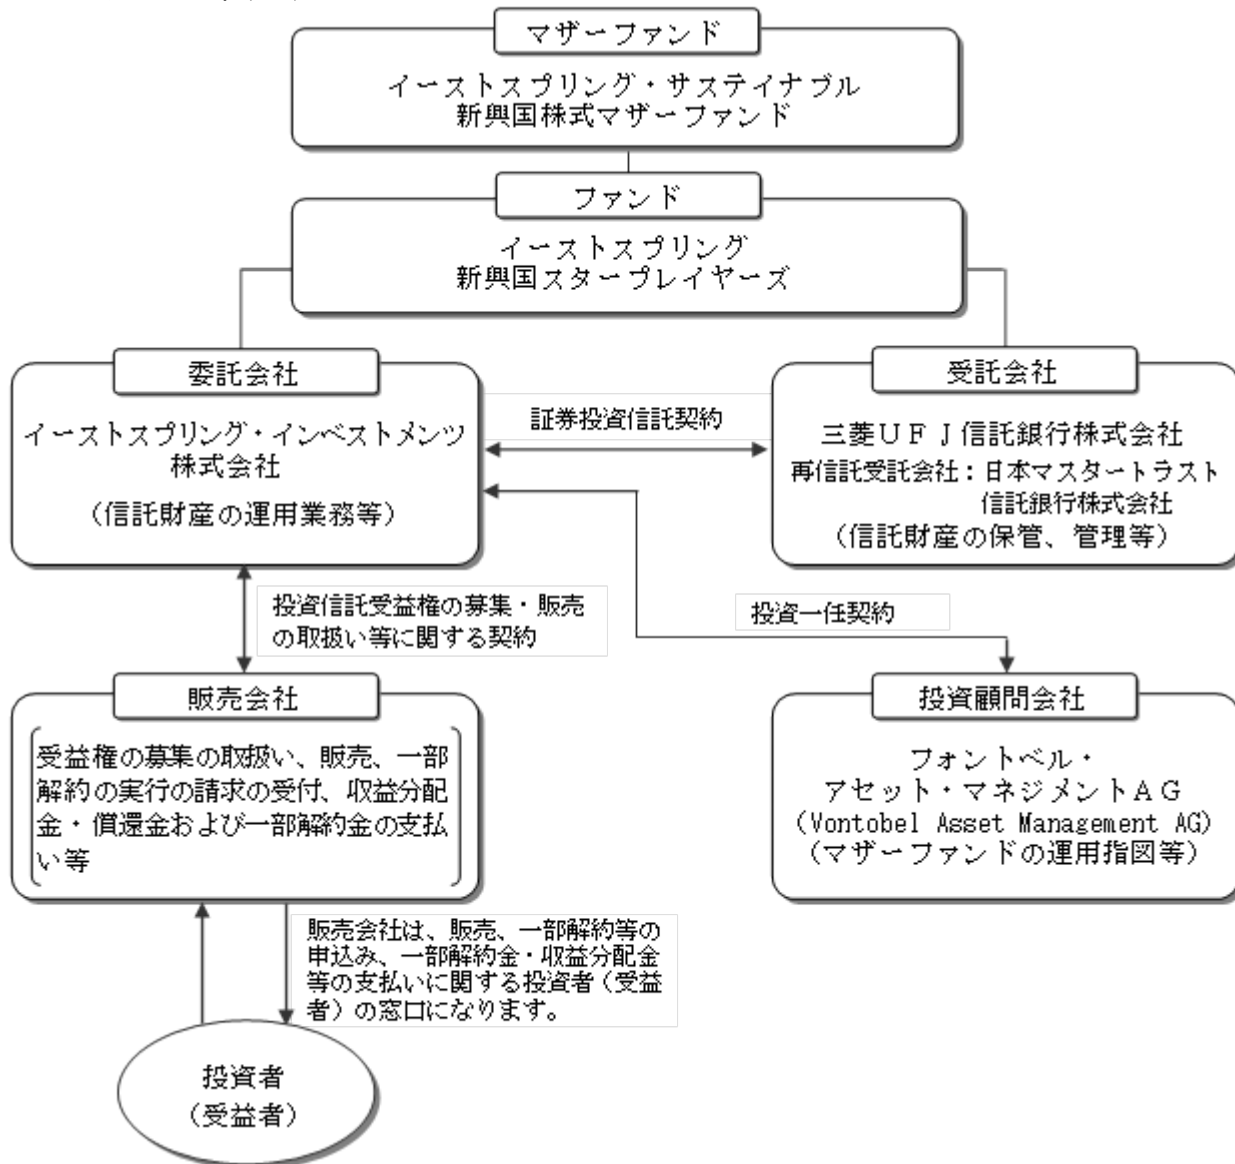 マザーファンド
イーストスプリング・サステイナブル
新興国株式マザーファンド
ファンド
イーストスプリング
新興国スタープレイヤーズ
委託会社
イーストスプリング・インベストメンツ
株式会社
（信託財産の運用業務等）
証券投資信託契約
受託会社
三菱ＵＦＪ信託銀行株式会社
再信託受託会社：日本マスタートラスト
信託銀行株式会社
（信託財産の保管、管理等）
投資信託受益権の募集・販売
の取扱い等に関する契約
投資一任契約
販売会社
受益権の募集の取扱い、販売、一部
解約の実行の請求の受付、収益分配
金・償還金および一部解約金の支払
い等
投資顧問会社
フォントベル・
アセット・マネジメントＡＧ
（Vontobel Asset Management AG）
（マザーファンドの運用指図等）
販売会社は、販売、一部解約等の
申込み、一部解約金・収益分配金
等の支払いに関する投資者（受益
者）の窓口になります。
投資者
（受益者）